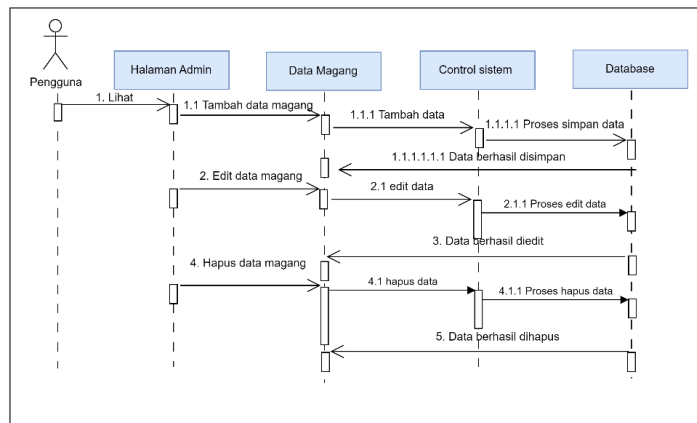 Pengguna
Halaman Admin
Data Magang
Control sistem
Database
1. Lihat
1.1 Tambah data magang
1.1.1 Tambah data
1.1.1.1 Proses simpan data
1.1.1.1.1.1 Data berhasil disimpan
2. Edit data magang
2.1 edit data
2.1.1 Proses edit data
3. Data berhasil diedit
4. Hapus data magang
4.1 hapus data
4.1.1 Proses hapus data
5. Data berhasil dihapus